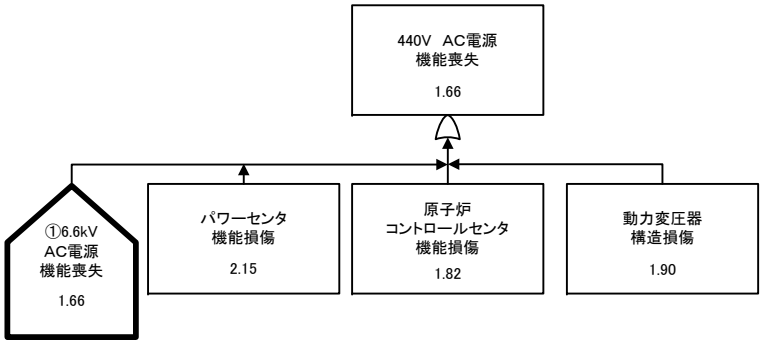 440V AC電源
機能喪失
1.66
①6.6kV
AC電源
機能喪失
1.66
パワーセンタ
機能損傷
2.15
原子炉
コントロールセンタ
機能損傷
1.82
動力変圧器
構造損傷
1.90